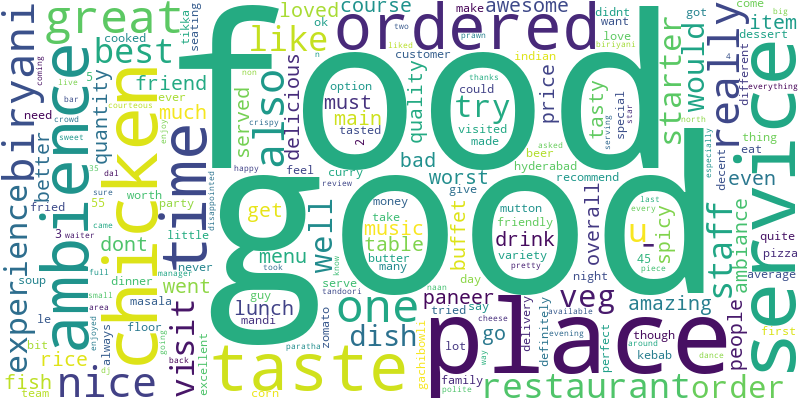 food
good
place
service
chicken
ambience
taste
time
biryani
ordered
great
nice
best
like
also
one
try
really
starter
staff
would
even
experience
visit
restaurant
order
veg
dish
well
menu
get
main
must
table
music
drink
lunch
went
friend
much
quantity
better
dont
fish
rice
bad
worst
quality
delicious
loved
course
awesome
price
tasty
spicy
item
buffet
overall
amazing
paneer
people
ambiance
go
u
served
cooked
tikka
seating
ok
didnt
want
love
make
got
come
big
dessert
indian
customer
two
liked
prawn
biriyani
n
non
option
tasted
2
thanks
could
visited
made
special
star
serving
4
different
everything
north
thing
eat
decent
especially
need
coming
5
live
bar
crowd
sweet
courteous
ever
enjoy
crispy
happy
feel
curry
review
hyderabad
beer
asked
recommend
mutton
give
money
take
friendly
butter
many
variety
pretty
last
every
45
piece
quite
pizza
average
first
fried
35
dal
sure
55
worth
party
masala
little
disappointed
3
waiter
came
never
soup
full
dinner
manager
small
area
le
floor
bit
always
enjoyed
dj
going
back
excellent
team
corn
guy
took
know
serve
tandoori
mandi
zomato
paratha
naan
day
night
tried
say
cheese
lot
way
gachibowli
family
polite
delivery
evening
definitely
available
perfect
around
though
kebab
dance